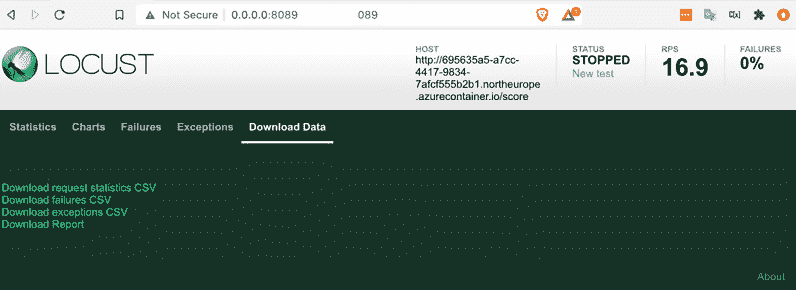 Not Secure 0.0.0.0:8089 089
LOCUST
HOST
http://695635a5-a7cc-
4417-9834-
7afcf555b2b1.northeurope
.azurecontainer.io/score
STATUS
STOPPED
New test
RPS
16.9
FAILURES
0%
Statistics Charts Failures Exceptions Download Data
Download request statistics CSV
Download failures CSV
Download exceptions CSV
Download Report
About